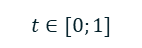 t ∈ [0; 1]